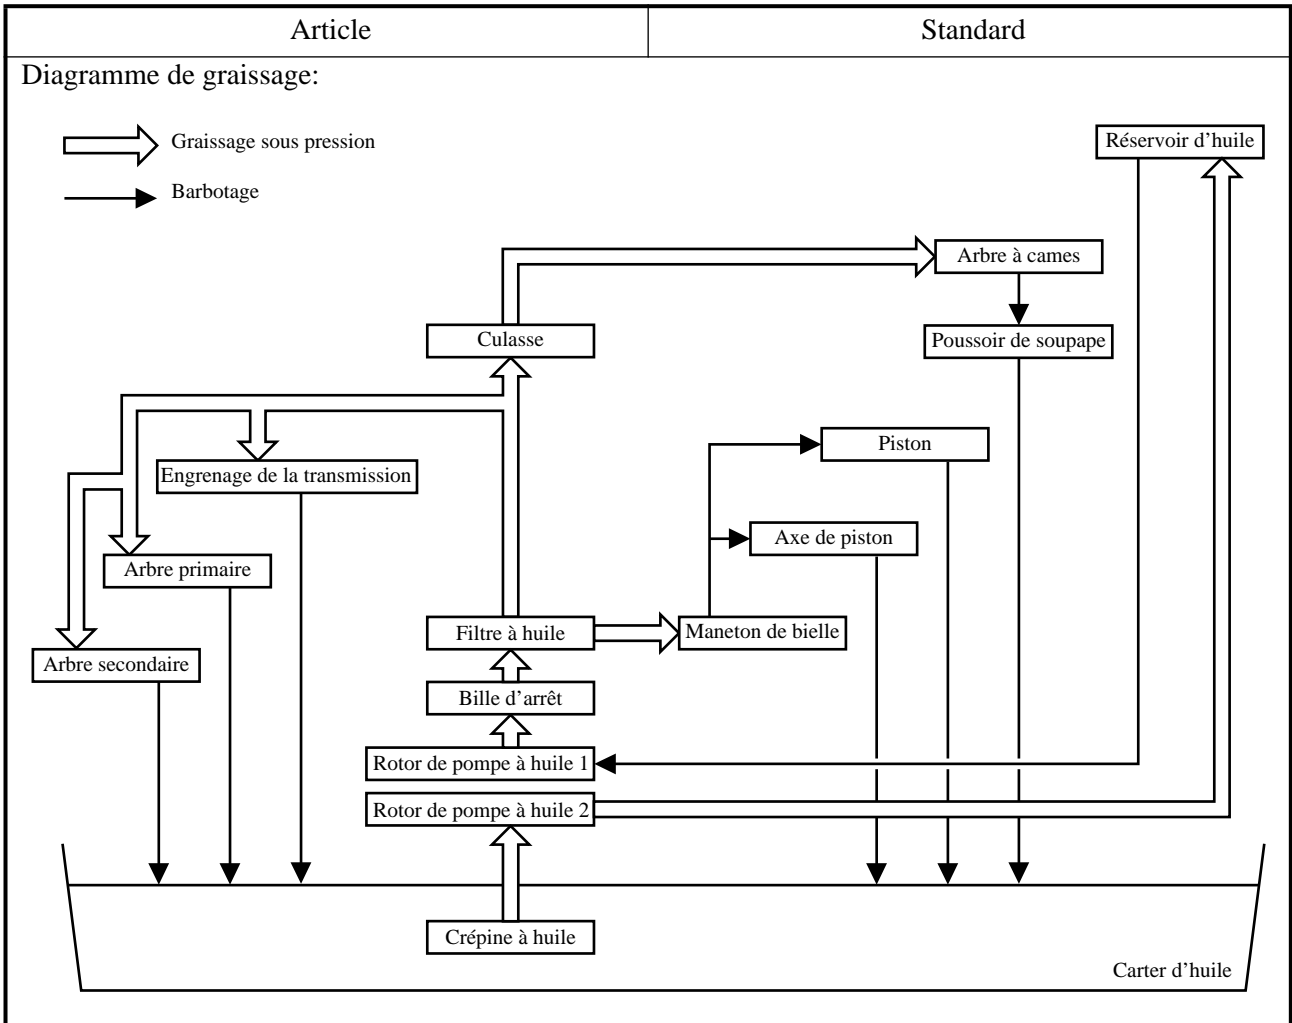 Article
Standard
Diagramme de graissage:
Graissage sous pression
Barbotage
Réservoir d'huile
Arbre à cames
Culasse
Poussoir de soupape
Piston
Engrenage de la transmission
Axe de piston
Arbre primaire
Filtre à huile
Maneton de bielle
Arbre secondaire
Bille d'arrêt
Rotor de pompe à huile 1
Rotor de pompe à huile 2
Crépine à huile
Carter d'huile